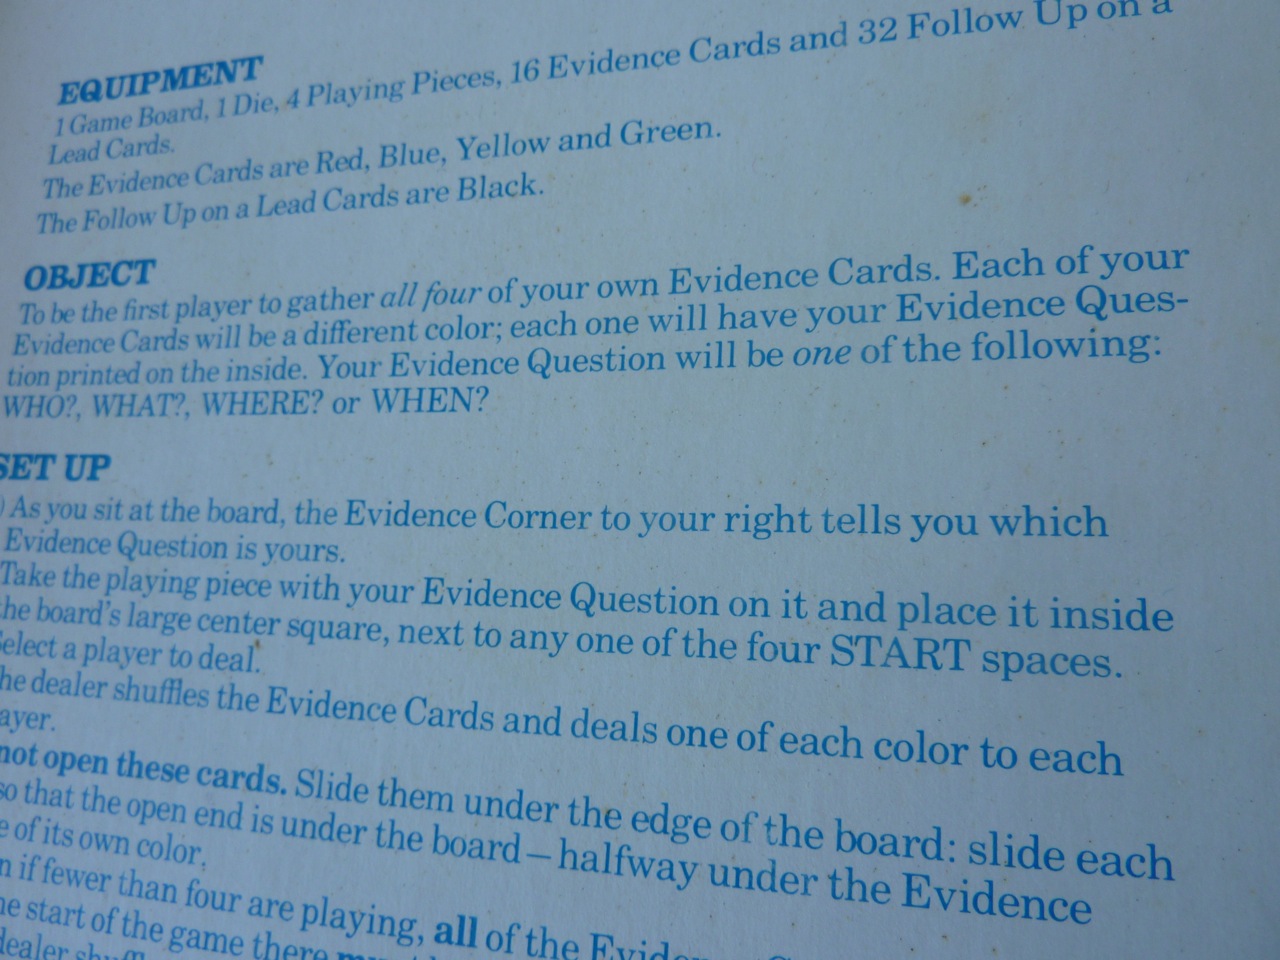 EQUIPMENT
1 Game Board, 1 Die, 4 Playing Pieces, 16 Evidence Cards and 32 Follow Up on a
Lead Cards.
The Evidence Cards are Red, Blue, Yellow and Green.
The Follow Up on a Lead Cards are Black.
OBJECT
To be the first player to gather all four of your own Evidence Cards. Each of your
Evidence Cards will be a different color; each one will have your Evidence Ques-
tion printed on the inside. Your Evidence Question will be one of the following:
WHO?, WHAT?, WHERE? or WHEN?
SET UP
) As you sit at the board, the Evidence Corner to your right tells you which
Evidence Question is yours.
Take the playing piece with your Evidence Question on it and place it inside
the board's large center square, next to any one of the four START spaces.
elect a player to deal.
he dealer shuffles the Evidence Cards and deals one of each color to each
ayer.
not open these cards. Slide them under the edge of the board: slide each
so that the open end is under the board – halfway under the Evidence
e of its own color.
n if fewer than four are playing, all of the
he start of the game there
dealer